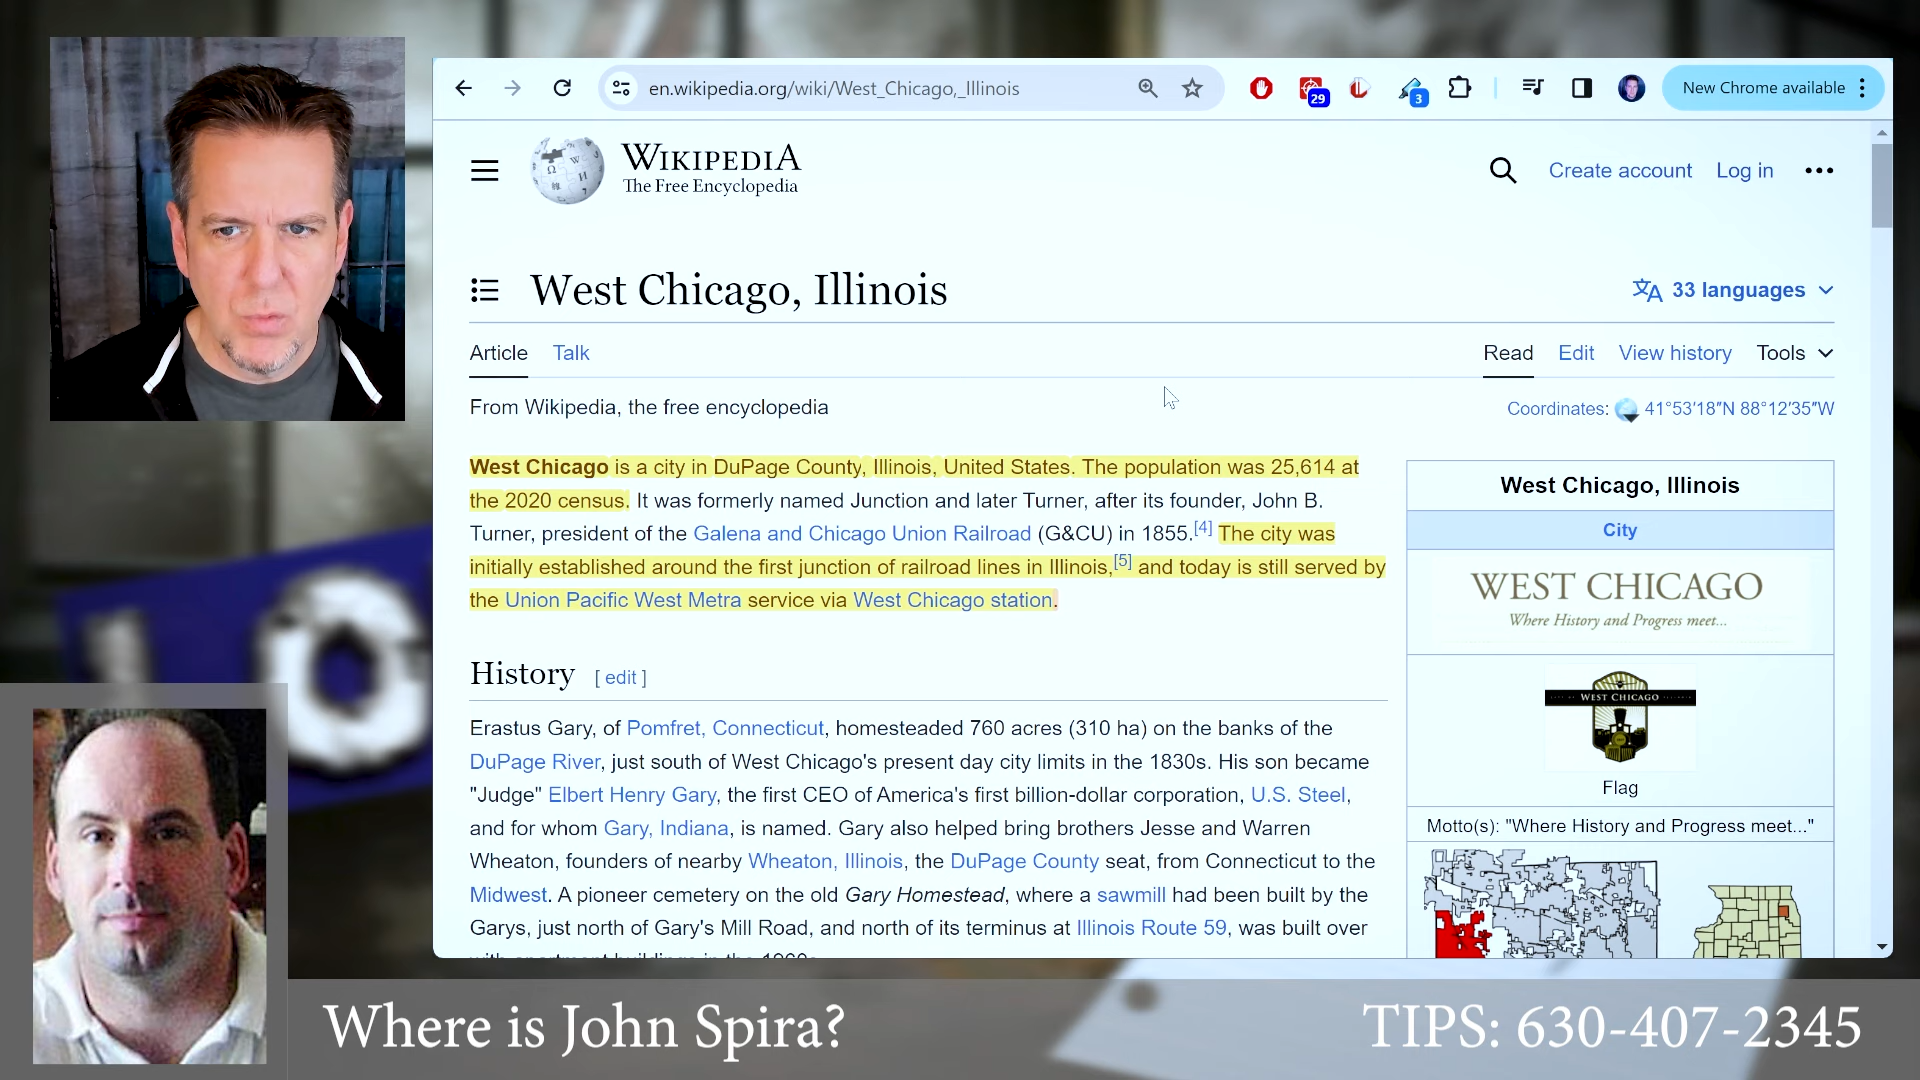 en.wikipedia.org/wiki/West_Chicago,_Illinois
29
3
New Chrome available
WIKIPEDIA
The Free Encyclopedia
Create account
Log in
West Chicago, Illinois
33 languages
Article
Talk
Read
Edit
View history
Tools
From Wikipedia, the free encyclopedia
Coordinates: 41°53′18″N 88°12′35″W
West Chicago is a city in DuPage County, Illinois, United States. The population was 25,614 at
the 2020 census. It was formerly named Junction and later Turner, after its founder, John B.
Turner, president of the Galena and Chicago Union Railroad (G&CU) in 1855.[4] The city was
initially established around the first junction of railroad lines in Illinois,[5] and today is still served by
the Union Pacific West Metra service via West Chicago station.
West Chicago, Illinois
City
WEST CHICAGO
Where History and Progress meet...
WEST CHICAGO
Flag
Motto(s): "Where History and Progress meet..."
History [ edit ]
Erastus Gary, of Pomfret, Connecticut, homesteaded 760 acres (310 ha) on the banks of the
DuPage River, just south of West Chicago's present day city limits in the 1830s. His son became
"Judge" Elbert Henry Gary, the first CEO of America's first billion-dollar corporation, U.S. Steel,
and for whom Gary, Indiana, is named. Gary also helped bring brothers Jesse and Warren
Wheaton, founders of nearby Wheaton, Illinois, the DuPage County seat, from Connecticut to the
Midwest. A pioneer cemetery on the old Gary Homestead, where a sawmill had been built by the
Garys, just north of Gary's Mill Road, and north of its terminus at Illinois Route 59, was built over
Where is John Spira?
TIPS: 630-407-2345